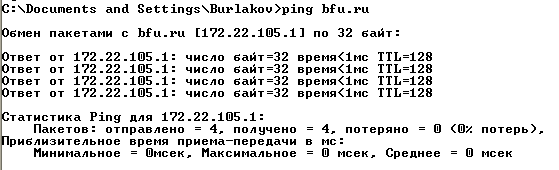 C:\Documents and Settings\Burlakov>ping bfu.ru
Обмен пакетами с bfu.ru [172.22.105.1] по 32 байт:
Ответ от 172.22.105.1: число байт=32 время<1мс TTL=128
Ответ от 172.22.105.1: число байт=32 время<1мс TTL=128
Ответ от 172.22.105.1: число байт=32 время<1мс TTL=128
Ответ от 172.22.105.1: число байт=32 время<1мс TTL=128
Статистика Ping для 172.22.105.1:
Пакетов: отправлено = 4, получено = 4, потеряно = 0 (0% потерь),
Приблизительное время приема-передачи в мс:
Минимальное = 0мсек, Максимальное = 0 мсек, Среднее = 0 мсек